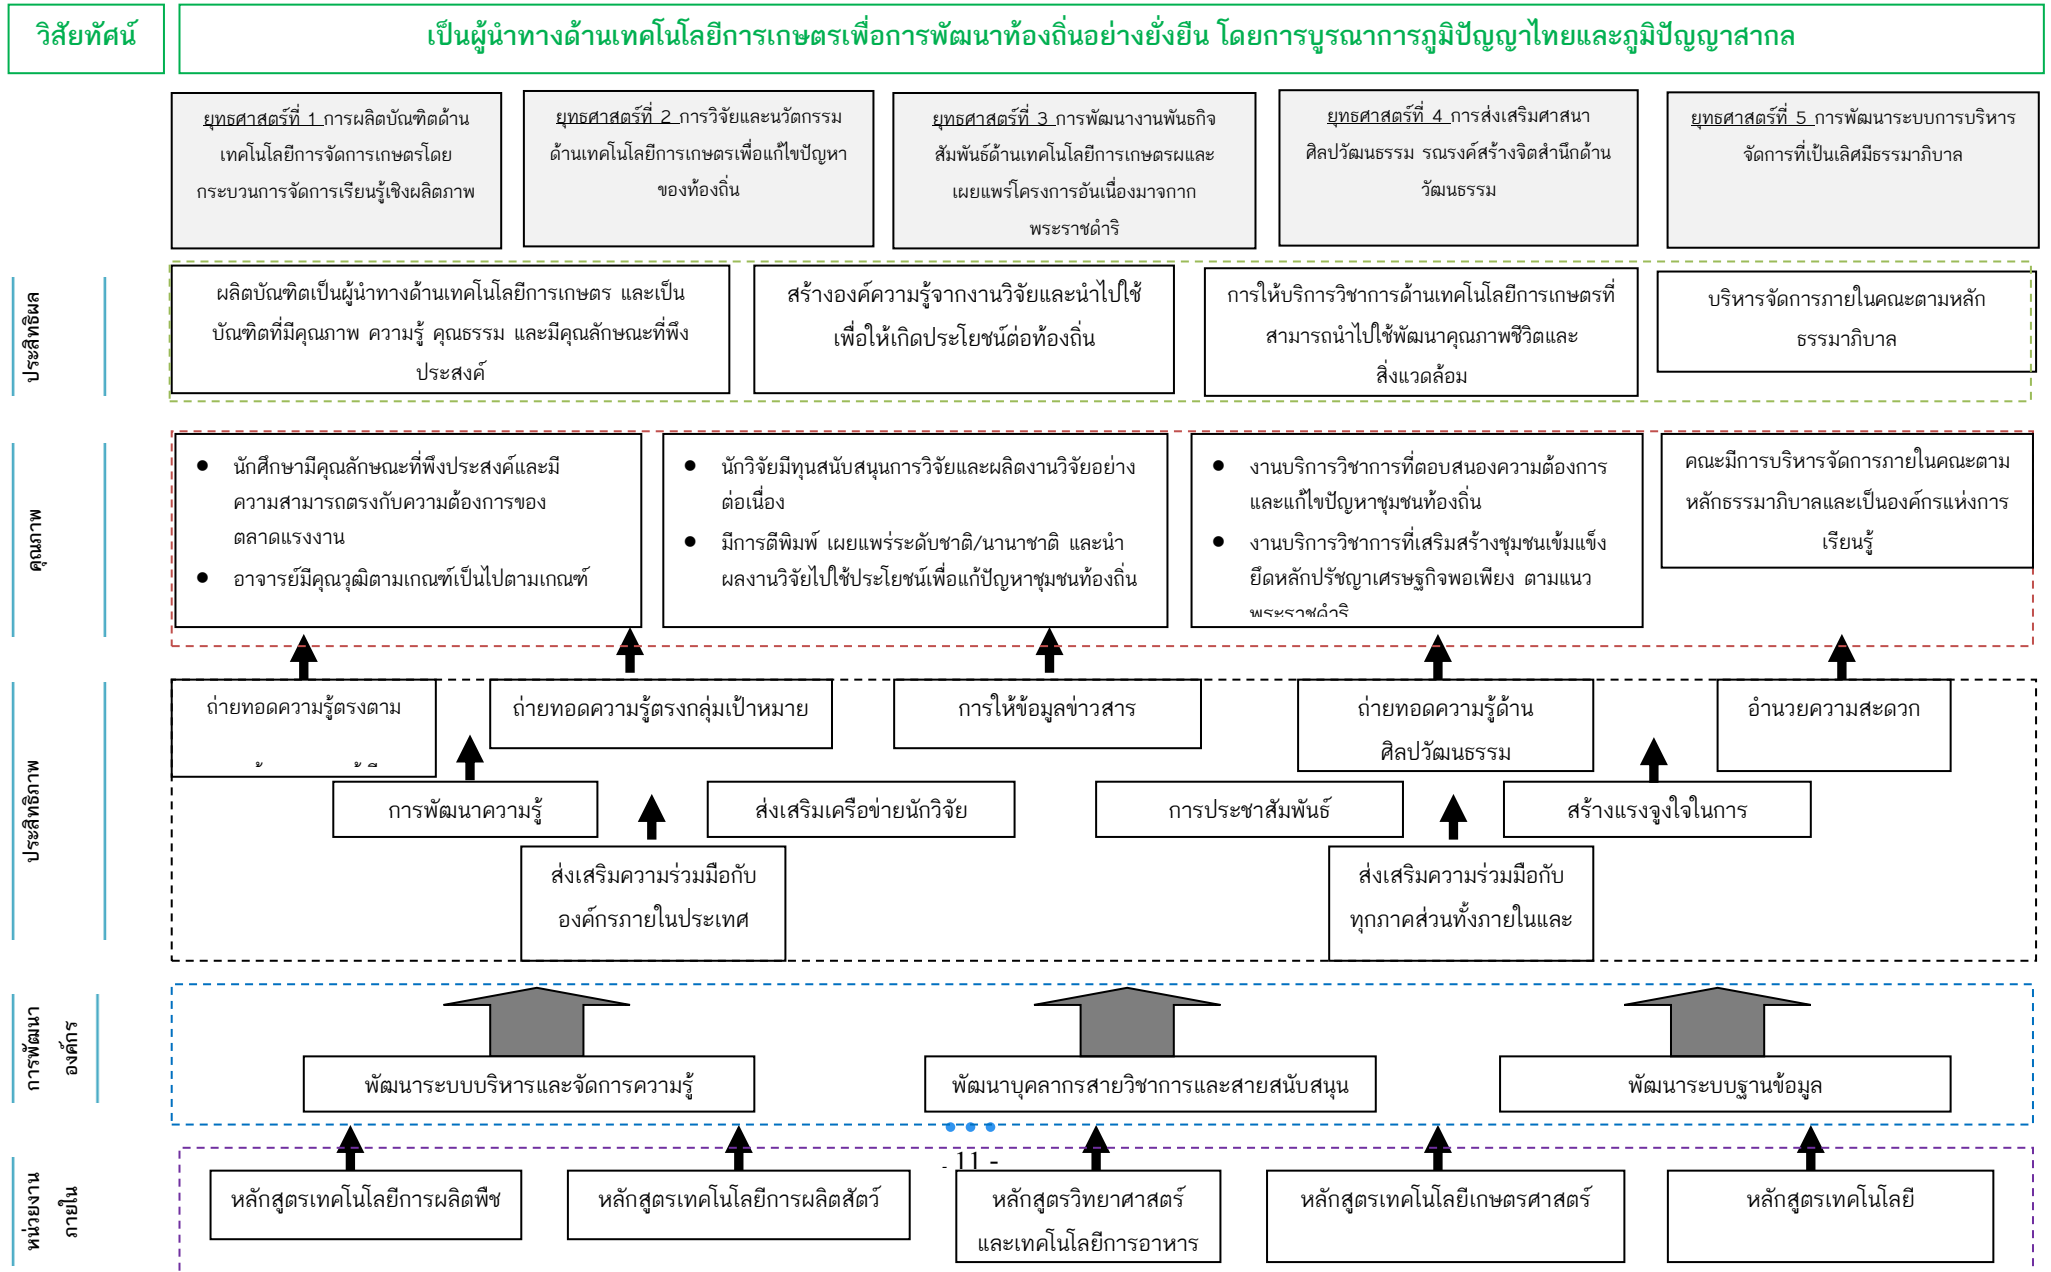 วิสัยทัศน์
เป็นผู้นำทางด้านเทคโนโลยีการเกษตรเพื่อการพัฒนาท้องถิ่นอย่างยั่งยืน โดยการบูรณาการภูมิปัญญาไทยและภูมิปัญญาสากล
ยุทธศาสตร์ที่ 1 การผลิตบัณฑิตด้าน
เทคโนโลยีการจัดการเกษตรโดย
กระบวนการจัดการเรียนรู้เชิงผลิตภาพ
ยุทธศาสตร์ที่ 2 การวิจัยและนวัตกรรม
ด้านเทคโนโลยีการเกษตรเพื่อแก้ไขปัญหา
ของท้องถิ่น
ยุทธศาสตร์ที่ 3 การพัฒนางานพันธกิจ
สัมพันธ์ด้านเทคโนโลยีการเกษตรผและ
เผยแพร่โครงการอันเนื่องมาจกาก
พระราชดำริ
ยุทธศาสตร์ที่ 4 การส่งเสริมศาสนา
ศิลปวัฒนธรรม รณรงค์สร้างจิตสำนึกด้าน
วัฒนธรรม
ยุทธศาสตร์ที่ 5 การพัฒนาระบบการบริหาร
จัดการที่เป้นเลิศมีธรรมาภิบาล
ประสิทธิผล
ผลิตบัณฑิตเป็นผู้นำทางด้านเทคโนโลยีการเกษตร และเป็น
บัณฑิตที่มีคุณภาพ ความรู้ คุณธรรม และมีคุณลักษณะที่พึง
ประสงค์
สร้างองค์ความรู้จากงานวิจัยและนำไปใช้
เพื่อให้เกิดประโยชน์ต่อท้องถิ่น
การให้บริการวิชาการด้านเทคโนโลยีการเกษตรที่
สามารถนำไปใช้พัฒนาคุณภาพชีวิตและ
สิ่งแวดล้อม
บริหารจัดการภายในคณะตามหลัก
ธรรมาภิบาล
คุณภาพ
● นักศึกษามีคุณลักษณะที่พึงประสงค์และมี
ความสามารถตรงกับความต้องการของ
ตลาดแรงงาน
● อาจารย์มีคุณวุฒิตามเกณฑ์เป็นไปตามเกณฑ์
● นักวิจัยมีทุนสนับสนุนการวิจัยและผลิตงานวิจัยอย่าง
ต่อเนื่อง
● มีการตีพิมพ์ เผยแพร่ระดับชาติ/นานาชาติ และนำ
ผลงานวิจัยไปใช้ประโยชน์เพื่อแก้ปัญหาชุมชนท้องถิ่น
● งานบริการวิชาการที่ตอบสนองความต้องการ
และแก้ไขปัญหาชุมชนท้องถิ่น
● งานบริการวิชาการที่เสริมสร้างชุมชนเข้มแข็ง
ยึดหลักปรัชญาเศรษฐกิจพอเพียง ตามแนว
พระราชดำริ
คณะมีการบริหารจัดการภายในคณะตาม
หลักธรรมาภิบาลและเป็นองค์กรแห่งการ
เรียนรู้
ประสิทธิภาพ
ถ่ายทอดความรู้ตรงตาม
ถ่ายทอดความรู้ตรงกลุ่มเป้าหมาย
การให้ข้อมูลข่าวสาร
ถ่ายทอดความรู้ด้าน
ศิลปวัฒนธรรม
อำนวยความสะดวก
การพัฒนาความรู้
ส่งเสริมเครือข่ายนักวิจัย
การประชาสัมพันธ์
สร้างแรงจูงใจในการ
ส่งเสริมความร่วมมือกับ
องค์กรภายในประเทศ
ส่งเสริมความร่วมมือกับ
ทุกภาคส่วนทั้งภายในและ
การพัฒนา
องค์กร
พัฒนาระบบบริหารและจัดการความรู้
พัฒนาบุคลากรสายวิชาการและสายสนับสนุน
พัฒนาระบบฐานข้อมูล
- 11 -
หน่วยงาน
ภายใน
หลักสูตรเทคโนโลยีการผลิตพืช
หลักสูตรเทคโนโลยีการผลิตสัตว์
หลักสูตรวิทยาศาสตร์
และเทคโนโลยีการอาหาร
หลักสูตรเทคโนโลยีเกษตรศาสตร์
หลักสูตรเทคโนโลยี